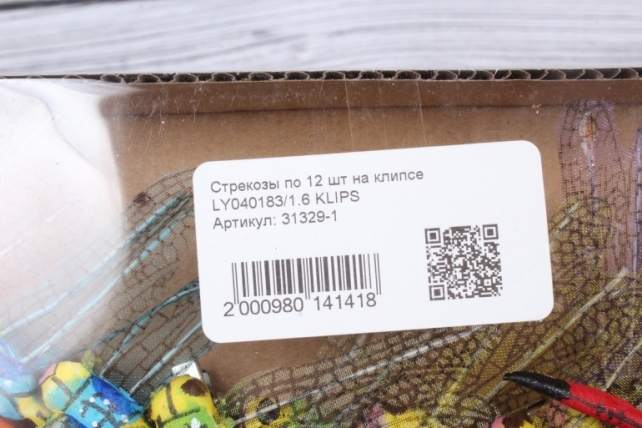 Стрекозы по 12 шт на клипсе
LY040183/1.6 KLIPS
Артикул: 31329-1
2 000980 141418